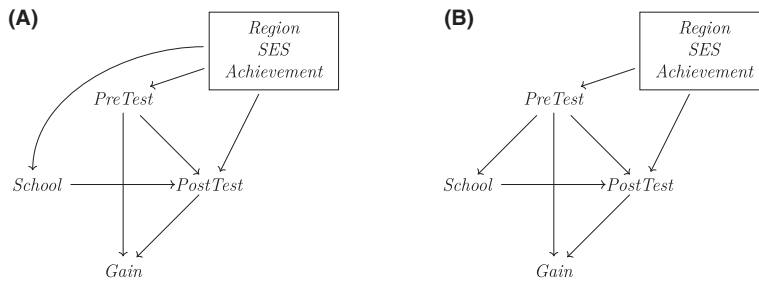 (A)
Region
SES
Achievement
PreTest
School
PostTest
Gain
(B)
Region
SES
Achievement
PreTest
School
PostTest
Gain